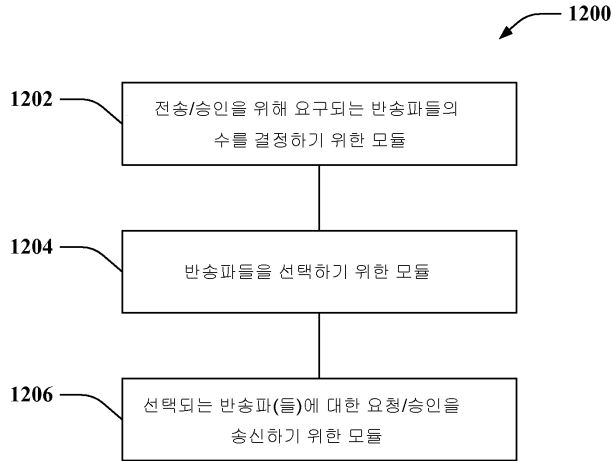 1200
1202
전송/승인을 위해 요구되는 반송파들의
수를 결정하기 위한 모듈
1204
반송파들을 선택하기 위한 모듈
1206
선택되는 반송파(들)에 대한 요청/승인을
송신하기 위한 모듈